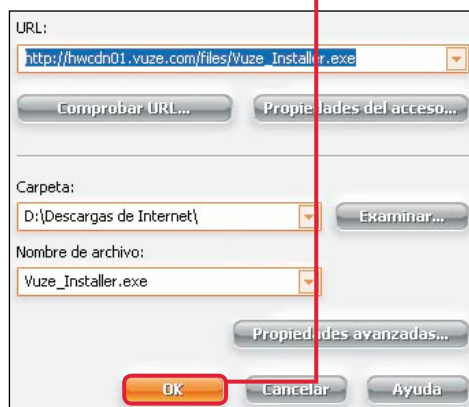 URL:
http://hwcdn01.vuze.com/files/Vuze_Installer.exe
Comprobar URL... Propiedades del acceso...
Carpeta:
D:\Descargas de Internet\ Examinar...
Nombre de archivo:
Vuze_Installer.exe
Propiedades avanzadas...
OK Cancelar Ayuda